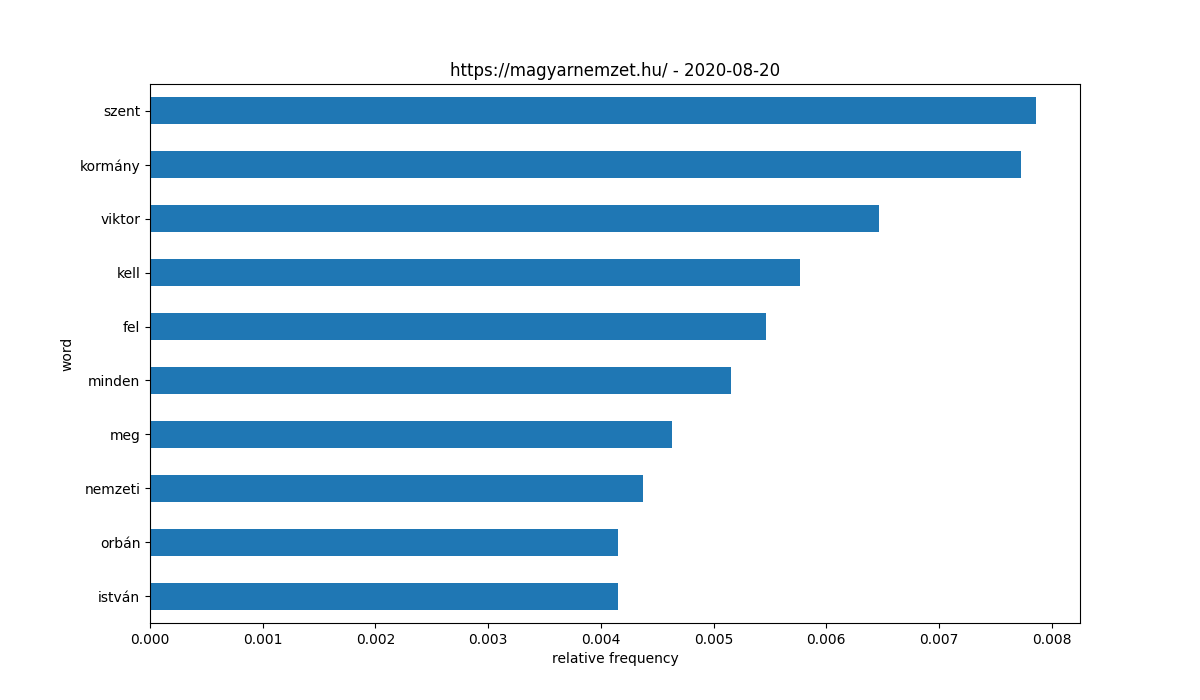 https://magyarnemzet.hu/ - 2020-08-20
szent
kormány
viktor
kell
fel
minden
meg
nemzeti
orbán
istván
word
0.000 0.001 0.002 0.003 0.004 0.005 0.006 0.007 0.008
relative frequency